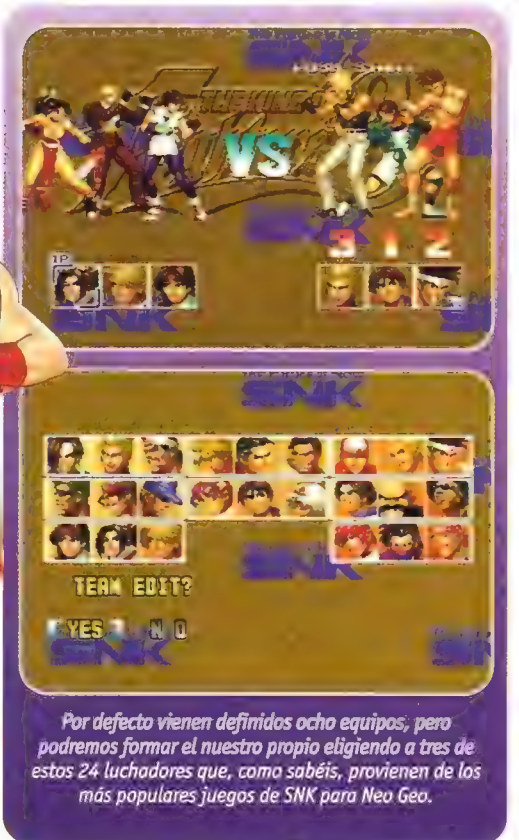 SNK
THE KING OF
VS
3 1 2
1P
SNK
SNK
SNK
TEAM EDIT?
YES NO
SNK
Por defecto vienen definidos ocho equipos, pero
podremos formar el nuestro propio eligiendo a tres de
estos 24 luchadores que, como sabéis, provienen de los
más populares juegos de SNK para Neo Geo.